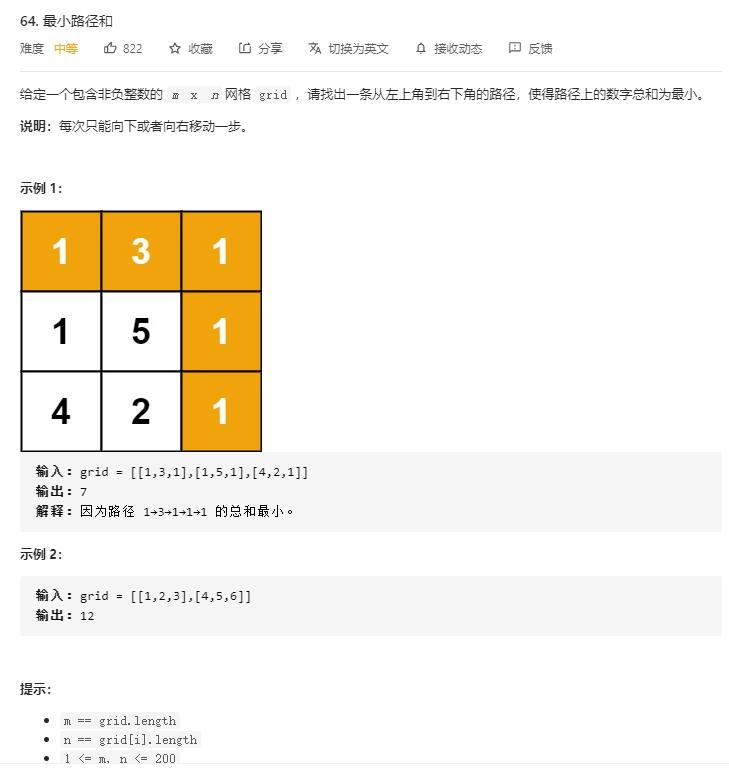 64. 最小路径和
难度 中等 822 收藏 分享 切换为英文 接收动态 反馈
给定一个包含非负整数的 m x n 网格 grid ，请找出一条从左上角到右下角的路径，使得路径上的数字总和为最小。
说明：每次只能向下或者向右移动一步。
示例 1：
1 3 1
1 5 1
4 2 1
输入：grid = [[1,3,1],[1,5,1],[4,2,1]]
输出：7
解释：因为路径 1→3→1→1→1 的总和最小。
示例 2：
输入：grid = [[1,2,3],[4,5,6]]
输出：12
提示：
m == grid.length
n == grid[i].length
1 <= m, n <= 200